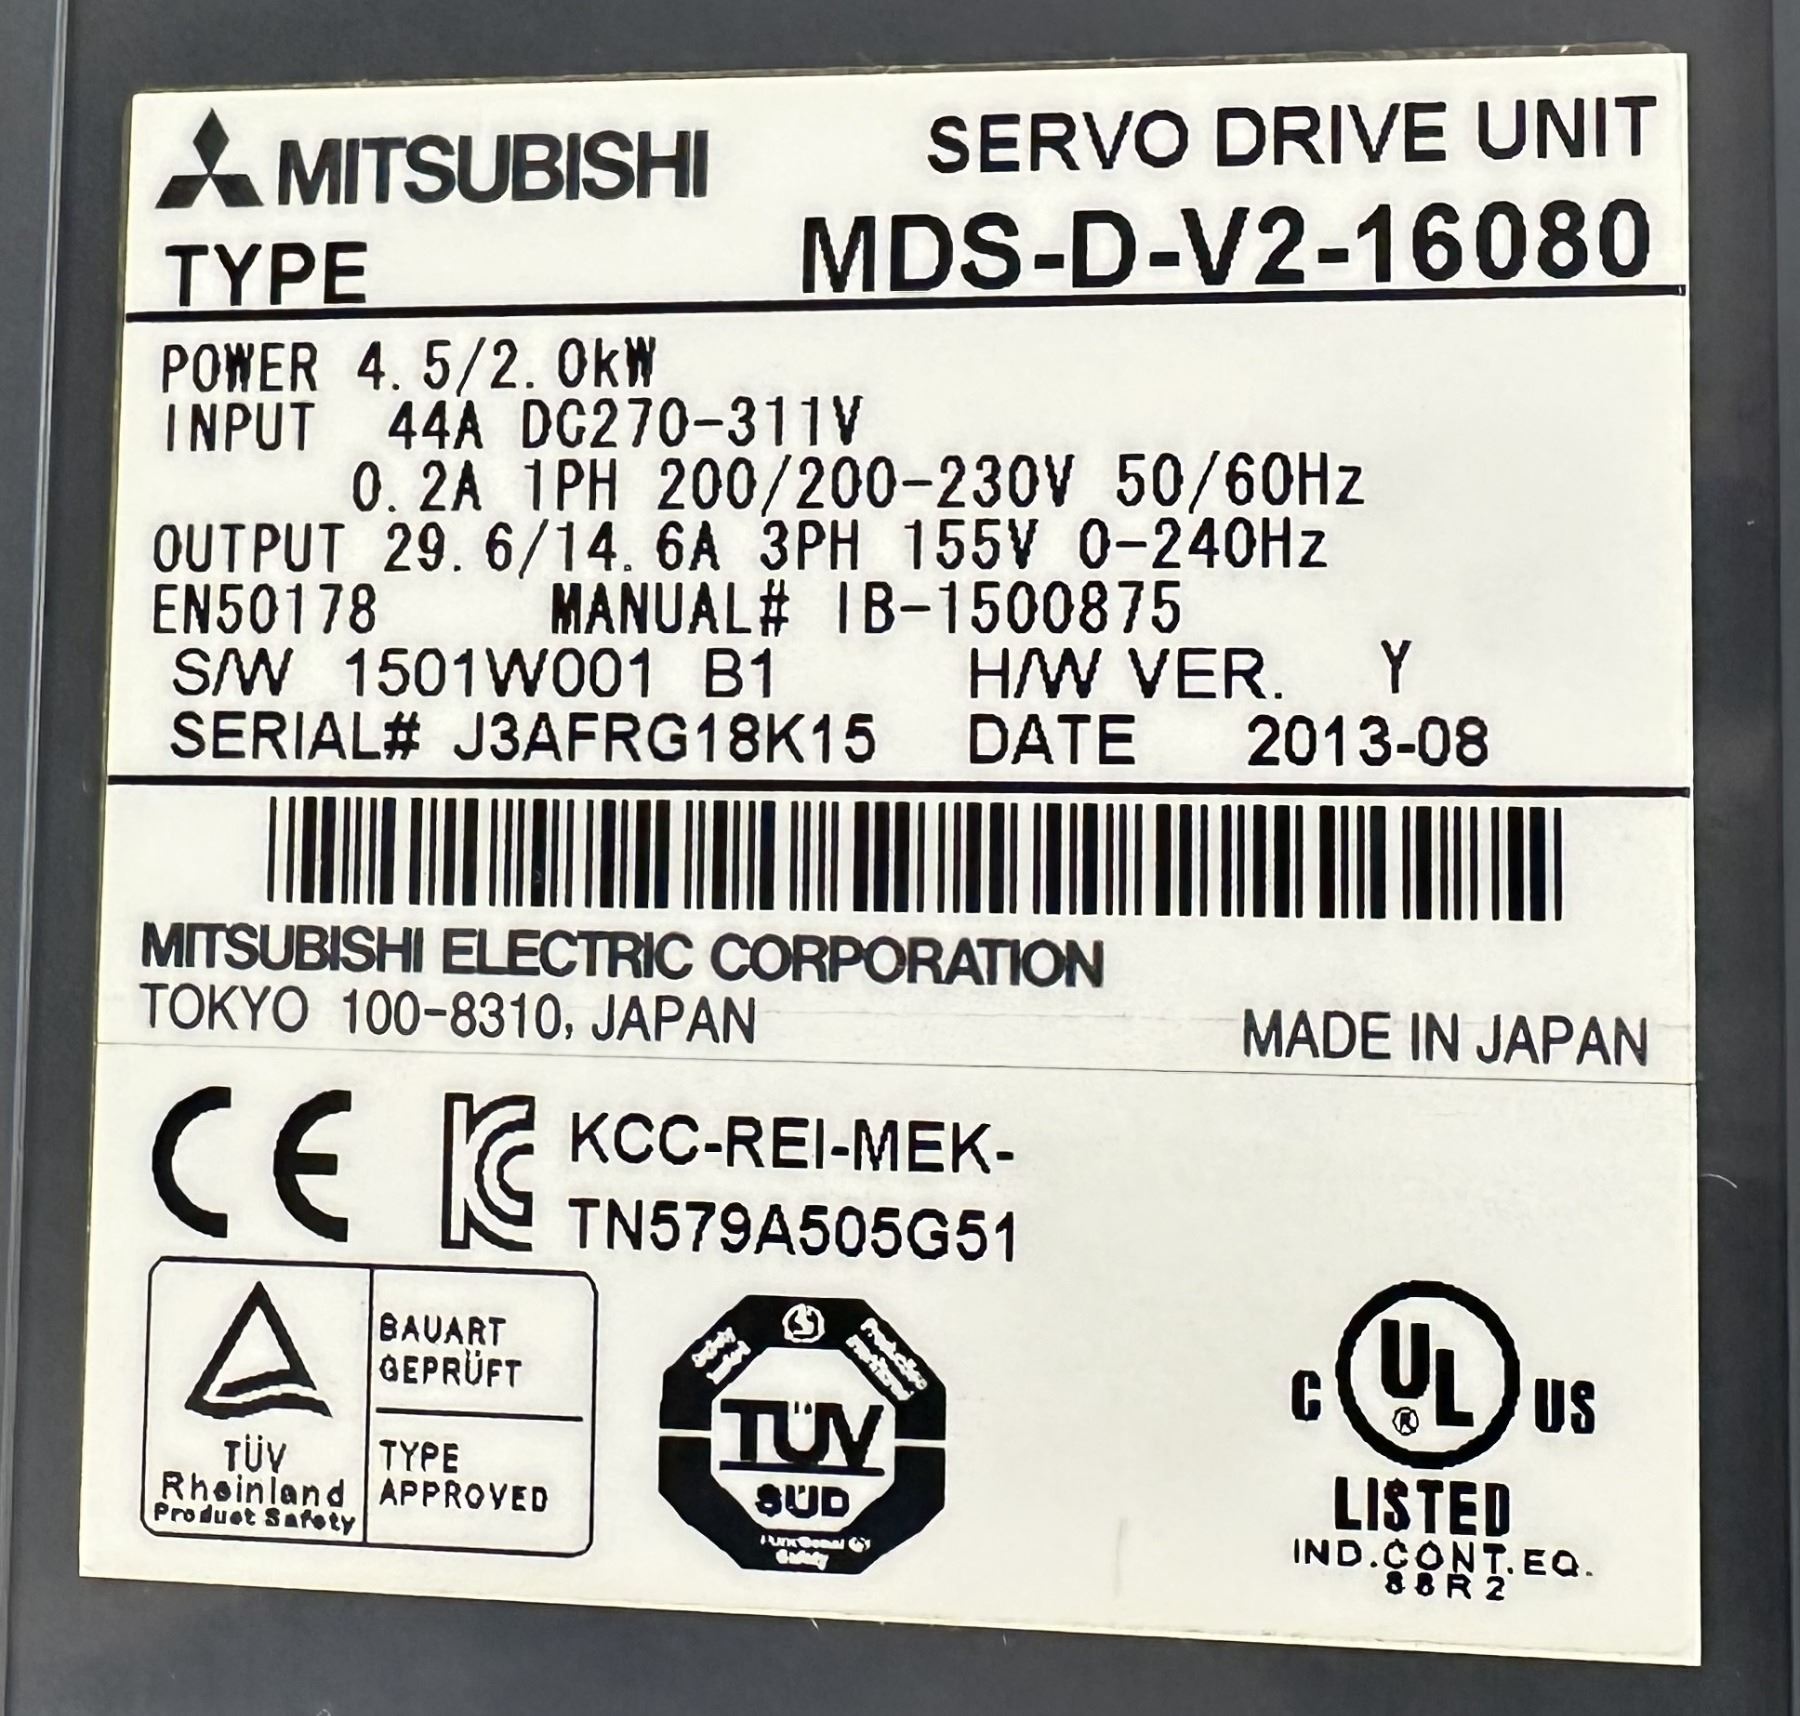 MITSUBISHI SERVO DRIVE UNIT
TYPE MDS-D-V2-16080
POWER 4.5/2.0kW
INPUT 44A DC270-311V
0.2A 1PH 200/200-230V 50/60Hz
OUTPUT 29.6/14.6A 3PH 155V 0-240Hz
EN50178 MANUAL# IB-1500875
S/W 1501W001 B1 H/W VER. Y
SERIAL# J3AFRG18K15 DATE 2013-08
MITSUBISHI ELECTRIC CORPORATION
TOKYO 100-8310, JAPAN
MADE IN JAPAN
CE KC KCC-REI-MEK-
TN579A505G51
TÜV
Rheinland
Product Safety
BAUART
GEPRÜFT
TYPE
APPROVED
TÜV
SÜD
Functional
Safety
C UL US
®
LISTED
IND.CONT.EQ.
88R2